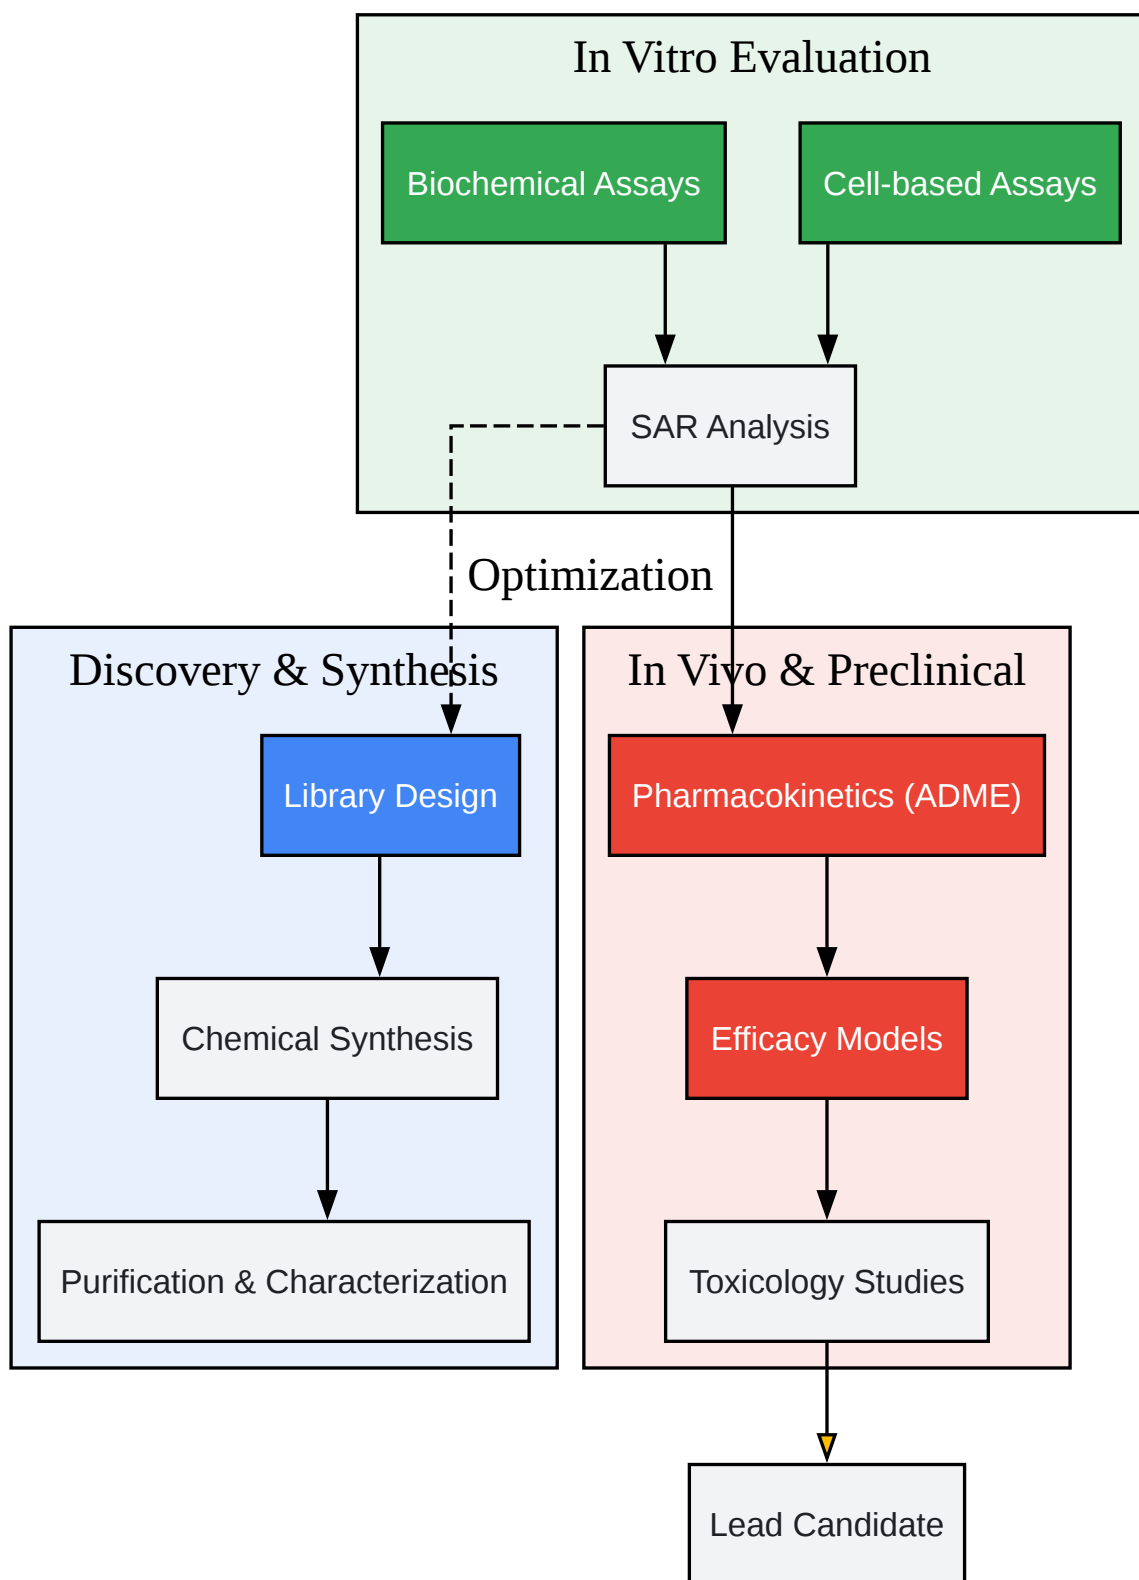 In Vitro Evaluation
Biochemical Assays
Cell-based Assays
SAR Analysis
Optimization
Discovery & Synthesis
In Vivo & Preclinical
Library Design
Pharmacokinetics (ADME)
Chemical Synthesis
Efficacy Models
Purification & Characterization
Toxicology Studies
Lead Candidate